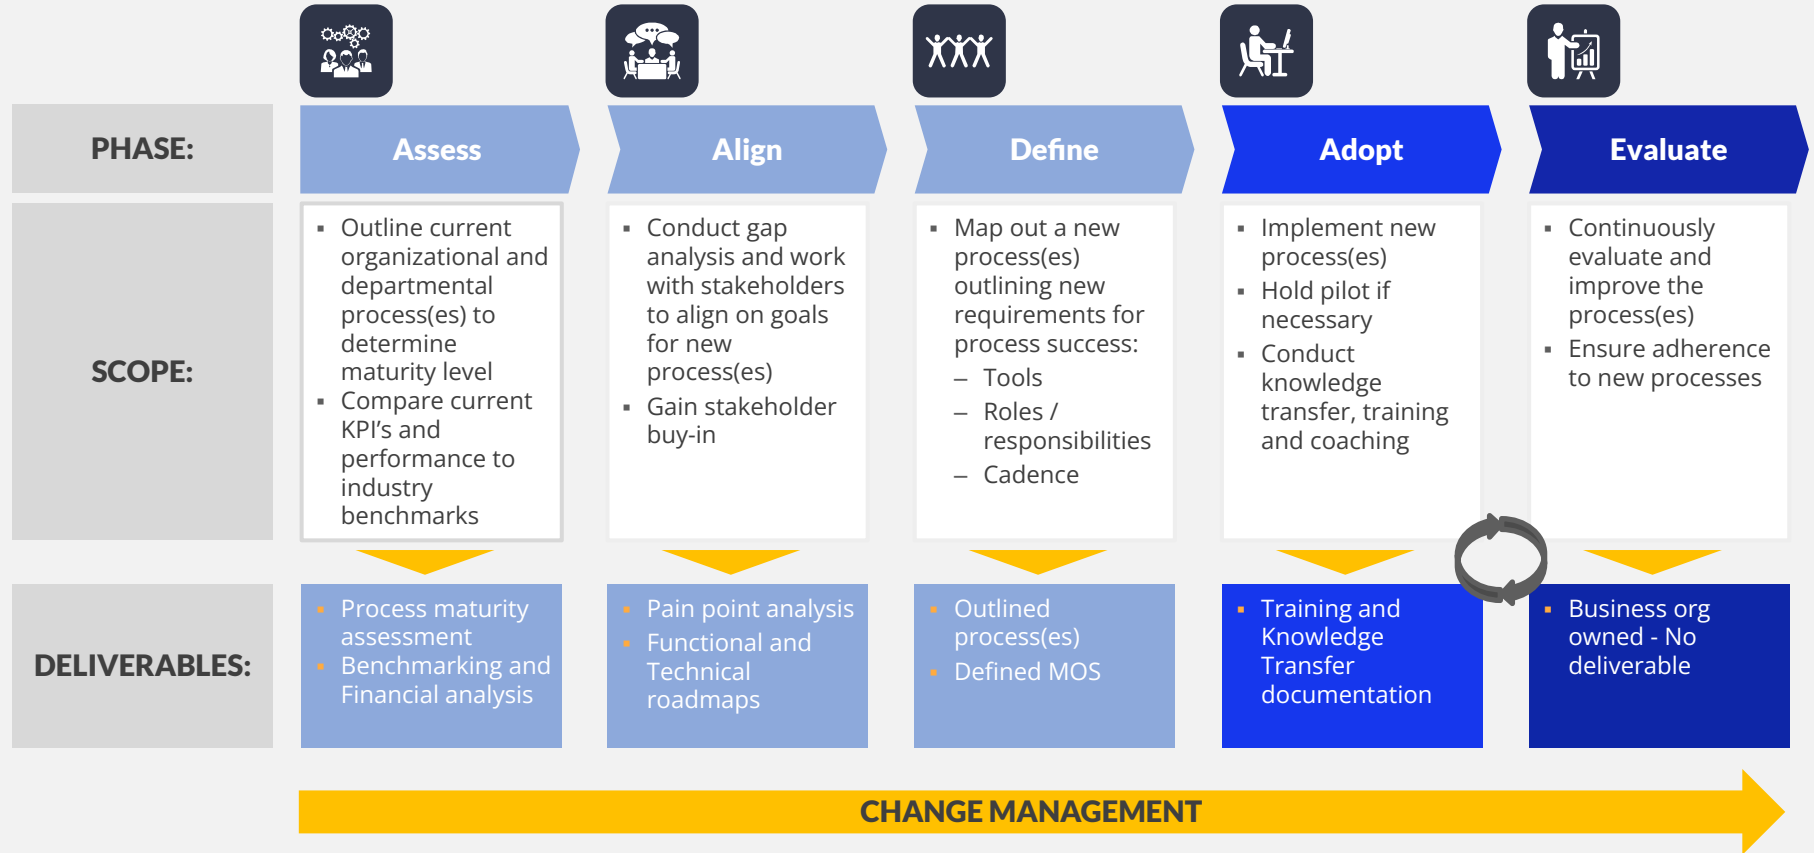 PHASE:
Assess
Align
Define
Adopt
Evaluate
SCOPE:
▪ Outline current
organizational and
departmental
process(es) to
determine
maturity level
▪ Compare current
KPI’s and
performance to
industry
benchmarks
▪ Conduct gap
analysis and work
with stakeholders
to align on goals
for new
process(es)
▪ Gain stakeholder
buy-in
▪ Map out a new
process(es)
outlining new
requirements for
process success:
– Tools
– Roles /
responsibilities
– Cadence
▪ Implement new
process(es)
▪ Hold pilot if
necessary
▪ Conduct
knowledge
transfer, training
and coaching
▪ Continuously
evaluate and
improve the
process(es)
▪ Ensure adherence
to new processes
DELIVERABLES:
▪ Process maturity
assessment
▪ Benchmarking and
Financial analysis
▪ Pain point analysis
▪ Functional and
Technical
roadmaps
▪ Outlined
process(es)
▪ Defined MOS
▪ Training and
Knowledge
Transfer
documentation
▪ Business org
owned - No
deliverable
CHANGE MANAGEMENT